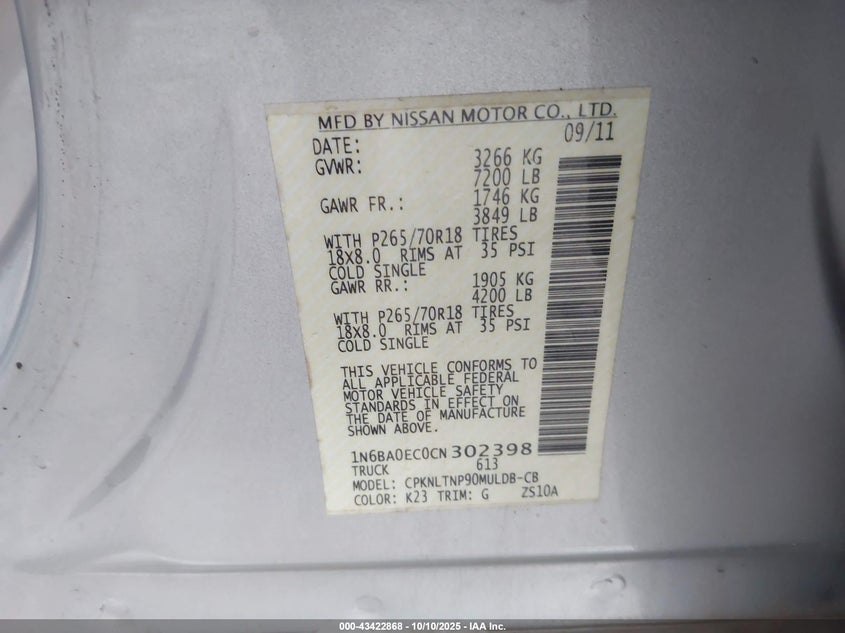 MFD BY NISSAN MOTOR CO., LTD.
DATE: 09/11
GVWR: 3266 KG
7200 LB
GAWR FR.: 1746 KG
3849 LB
WITH P265/70R18 TIRES
18X8.0 RIMS AT 35 PSI
COLD SINGLE
GAWR RR.: 1905 KG
4200 LB
WITH P265/70R18 TIRES
18X8.0 RIMS AT 35 PSI
COLD SINGLE
THIS VEHICLE CONFORMS TO
ALL APPLICABLE FEDERAL
MOTOR VEHICLE SAFETY
STANDARDS IN EFFECT ON
THE DATE OF MANUFACTURE
SHOWN ABOVE.
1N6BA0EC0CN302398
TRUCK 613
MODEL: CPKNLTNP90MULDB-CB
COLOR: K23 TRIM: G ZS10A
000-43422868 - 10/10/2025 - IAA Inc.